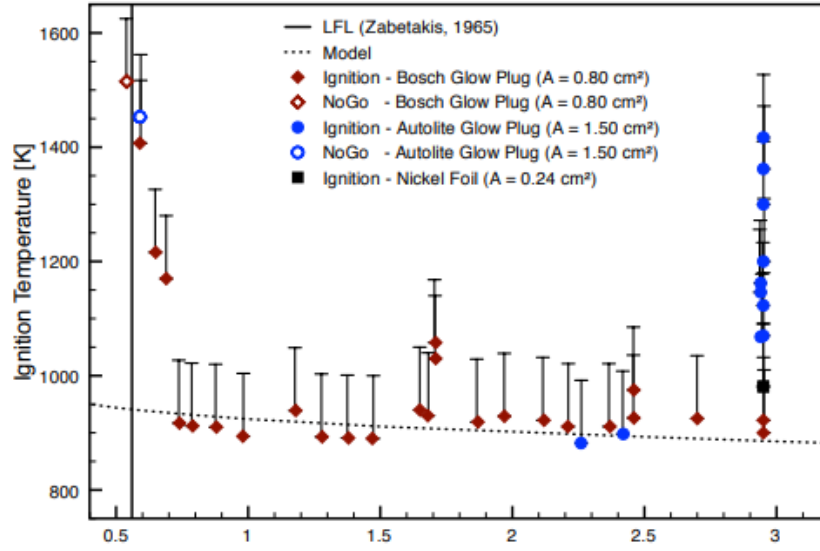 1600
1400
1200
1000
800
Ignition Temperature [K]
LFL (Zabetakis, 1965)
Model
Ignition - Bosch Glow Plug (A = 0.80 cm²)
NoGo - Bosch Glow Plug (A = 0.80 cm²)
Ignition - Autolite Glow Plug (A = 1.50 cm²)
NoGo - Autolite Glow Plug (A = 1.50 cm²)
Ignition - Nickel Foil (A = 0.24 cm²)
0.5 1 1.5 2 2.5 3